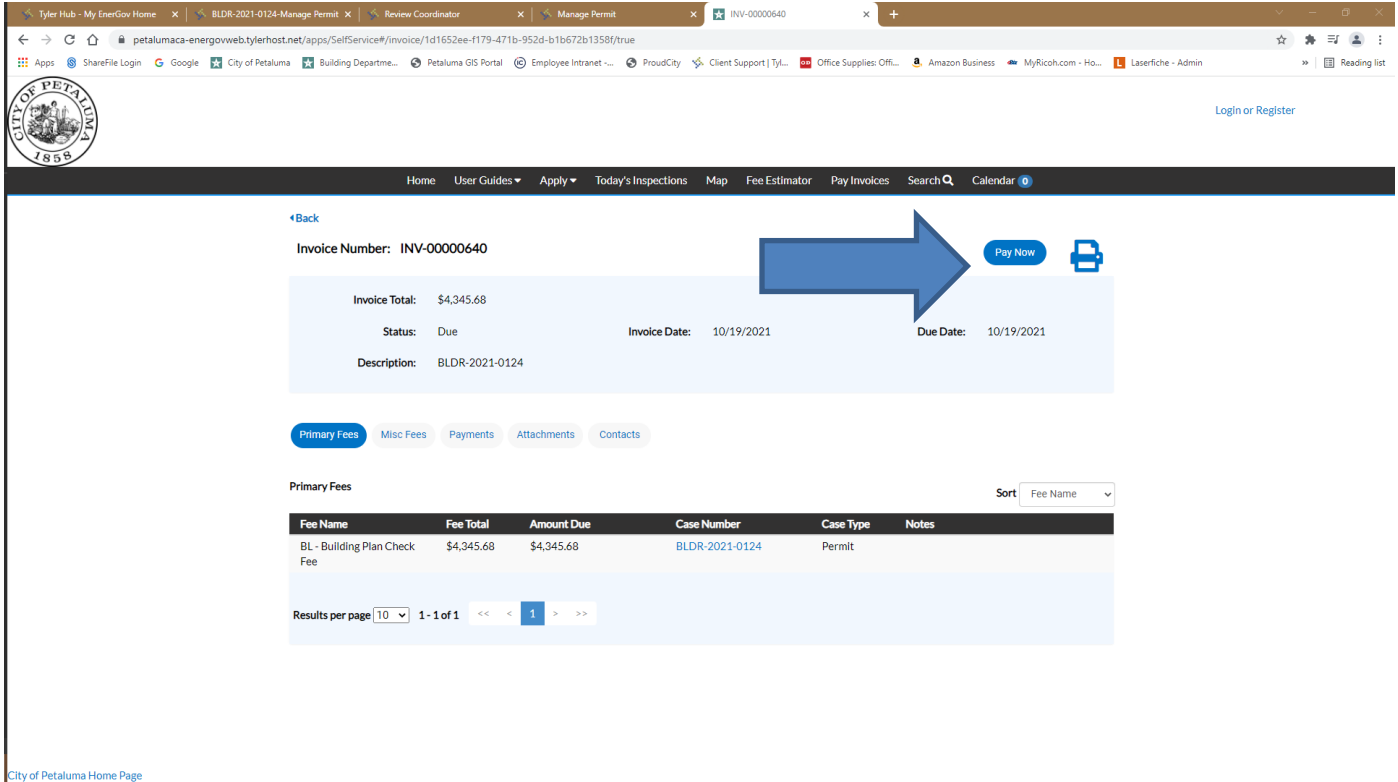 Tyler Hub - My EnerGov Home
BLDR-2021-0124-Manage Permit
Review Coordinator
Manage Permit
INV-00000640
petalumaca-energovweb.tylerhost.net/apps/SelfService#/invoice/1d1652ee-f179-471b-952d-b1b672b1358f/true
Apps ShareFile Login Google City of Petaluma Building Departme... Petaluma GIS Portal Employee Intranet -... ProudCity Client Support | Tyl... Office Supplies: Offi... Amazon Business MyRicoh.com - Ho... Laserfiche - Admin » Reading list
CITY OF PETALUMA
1858
Login or Register
Home User Guides Apply Today's Inspections Map Fee Estimator Pay Invoices Search Calendar 0
Back
Invoice Number: INV-00000640
Pay Now
Invoice Total: $4,345.68
Status: Due Invoice Date: 10/19/2021 Due Date: 10/19/2021
Description: BLDR-2021-0124
Primary Fees Misc Fees Payments Attachments Contacts
Primary Fees
Sort Fee Name
Fee Name Fee Total Amount Due Case Number Case Type Notes
BL - Building Plan Check $4,345.68 $4,345.68 BLDR-2021-0124 Permit
Fee
Results per page 10 1 - 1 of 1 << < 1 > >>
City of Petaluma Home Page